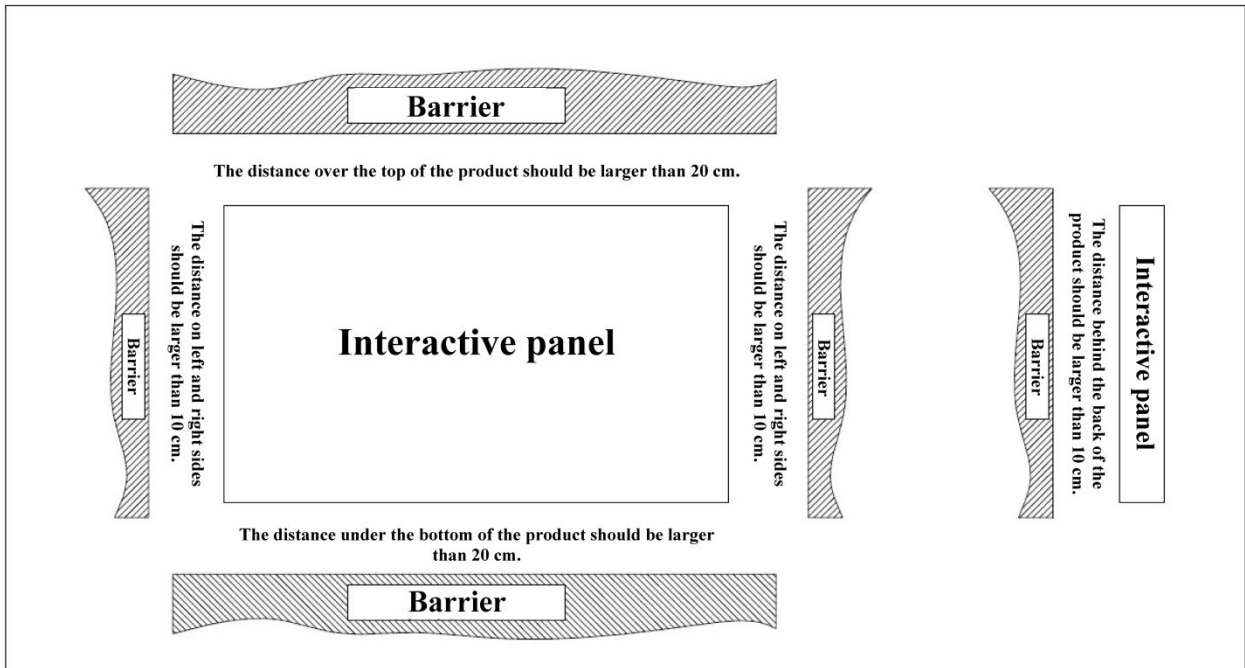 Barrier
The distance over the top of the product should be larger than 20 cm.
The distance on left and right sides
should be larger than 10 cm.
Barrier
Interactive panel
The distance on left and right sides
should be larger than 10 cm.
Barrier
Barrier
The distance behind the back of the
product should be larger than 10 cm.
Interactive panel
The distance under the bottom of the product should be larger
than 20 cm.
Barrier